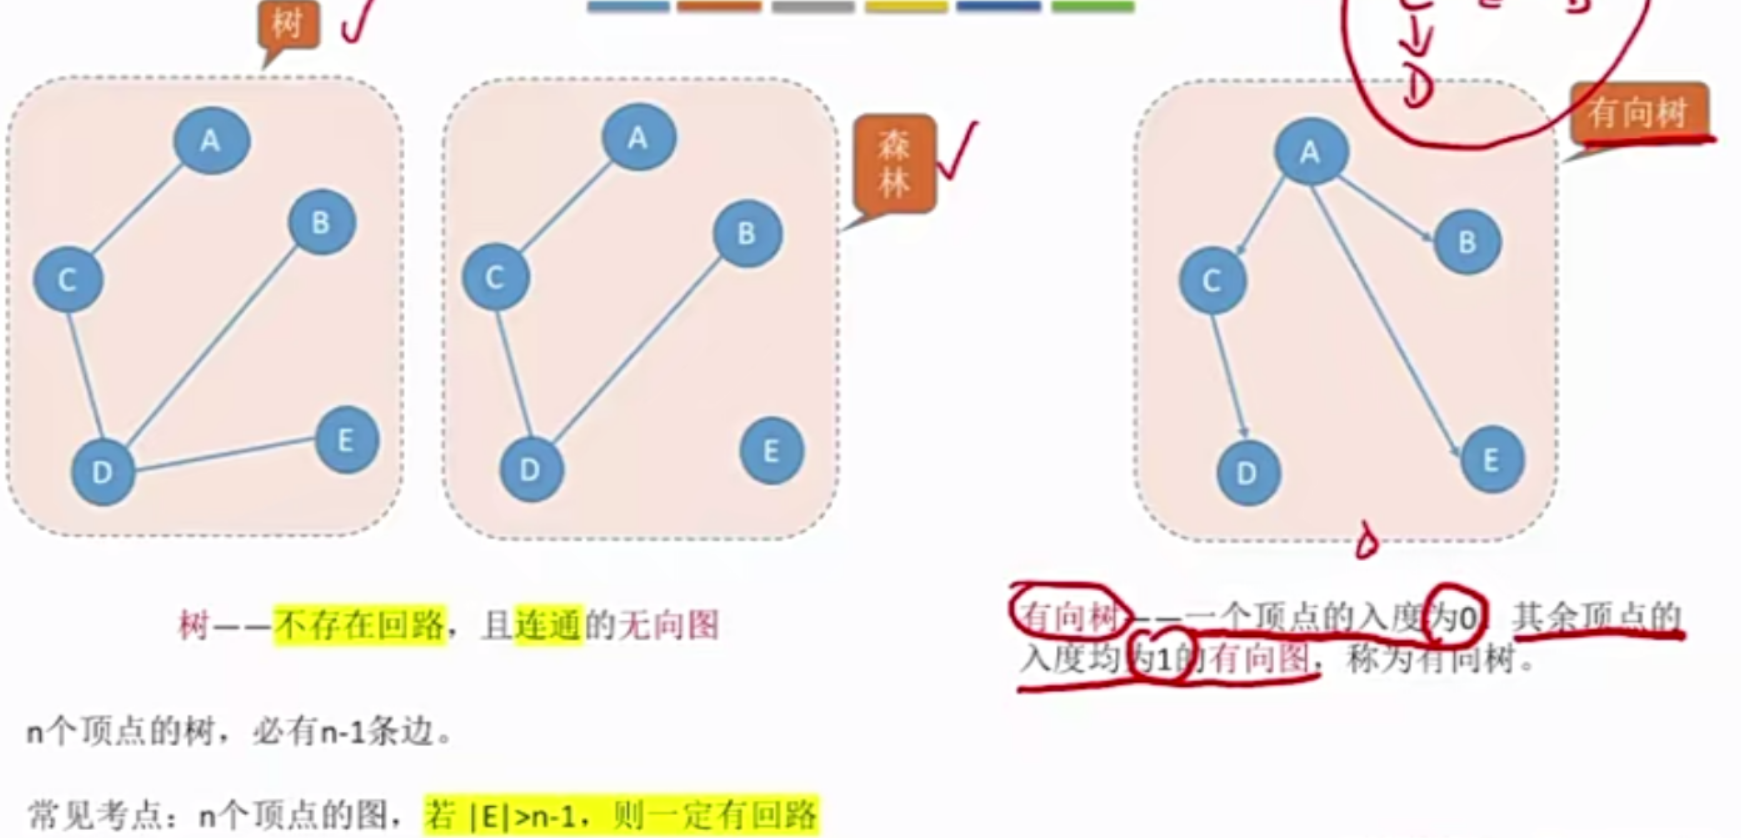 树
D
森
林
有向树
A
B
C
D
E
A
B
C
D
E
A
B
C
D
E
树——不存在回路，且连通的无向图
有向树——一个顶点的入度为0、其余顶点的
入度均为1的有向图，称为有向树。
n个顶点的树，必有n-1条边。
常见考点：n个顶点的图，若 |E|>n-1，则一定有回路